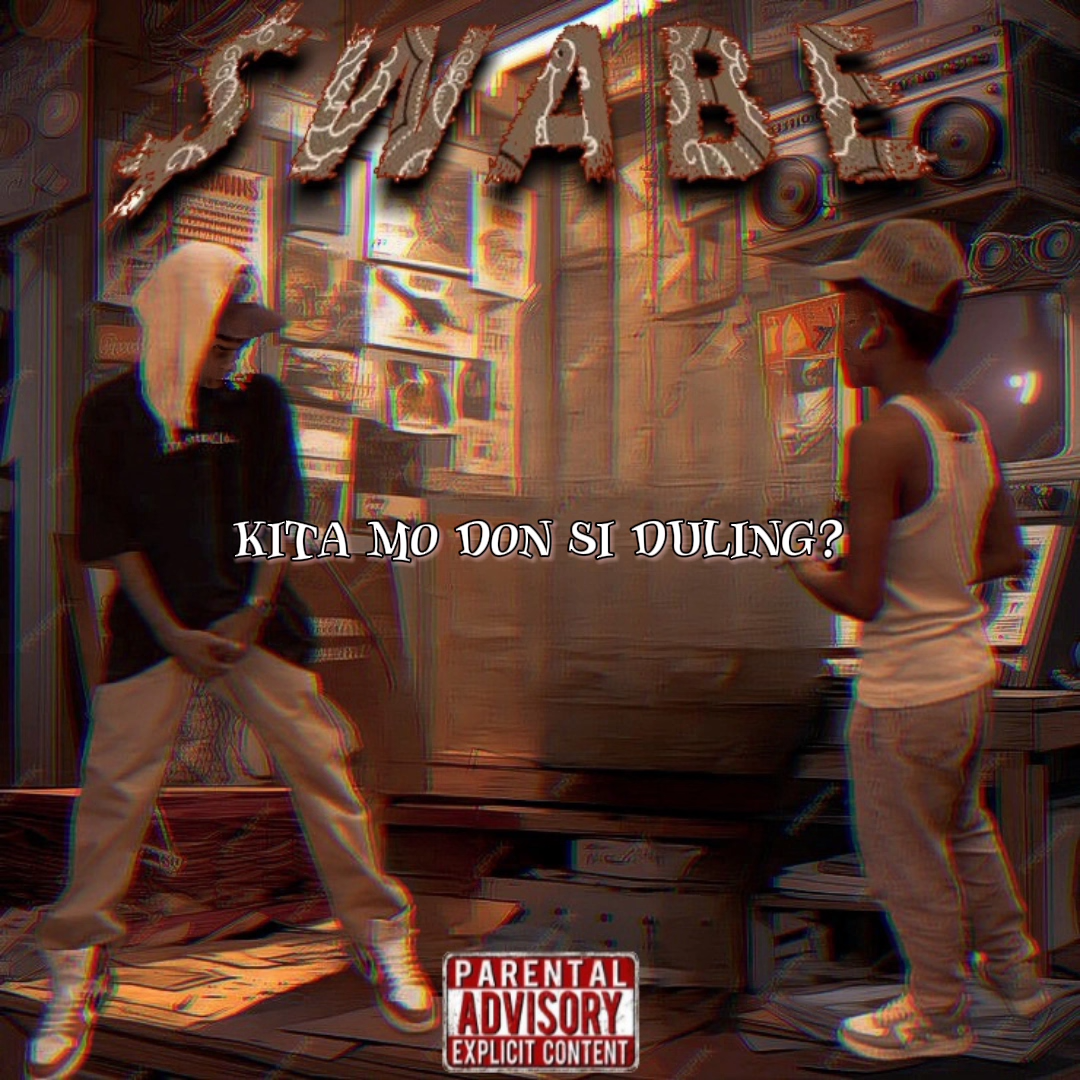 SWABE
KITA MO DON SI DULING?
PARENTAL
ADVISORY
EXPLICIT CONTENT